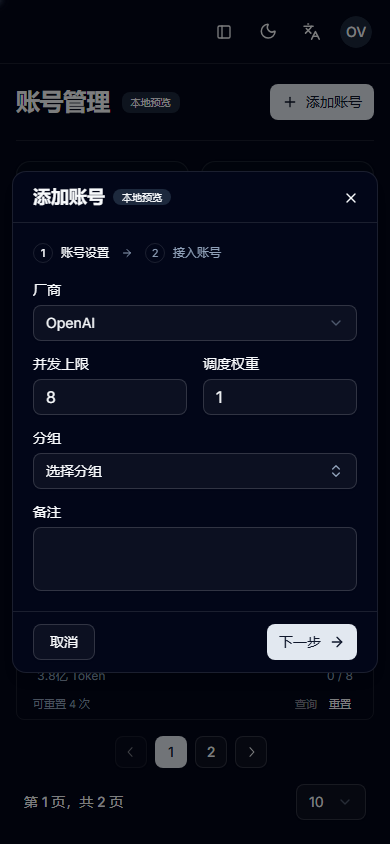 OV
账号管理 本地预览 添加账号
添加账号 本地预览
1 账号设置 2 接入账号
厂商
OpenAI
并发上限 调度权重
8 1
分组
选择分组
备注
取消 下一步
3.8亿 Token 0 / 8
可重置 4 次 查询 重置
1 2
第 1 页，共 2 页 10